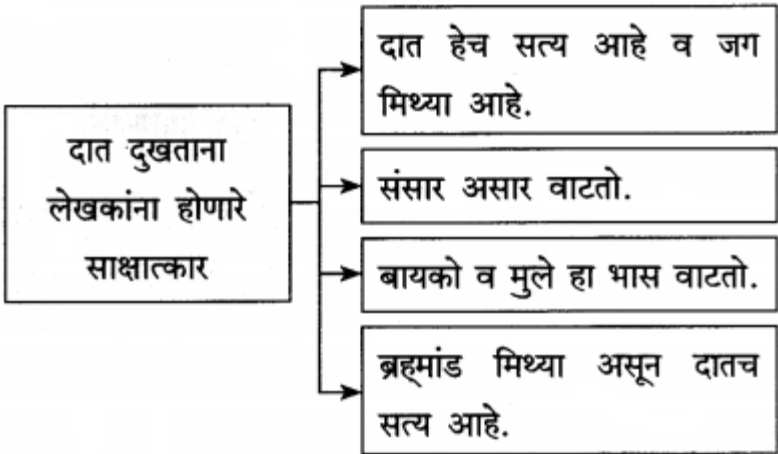 दात दुखताना
लेखकांना होणारे
साक्षात्कार
दात हेच सत्य आहे व जग
मिथ्या आहे.
संसार असार वाटतो.
बायको व मुले हा भास वाटतो.
ब्रह्मांड मिथ्या असून दातच
सत्य आहे.